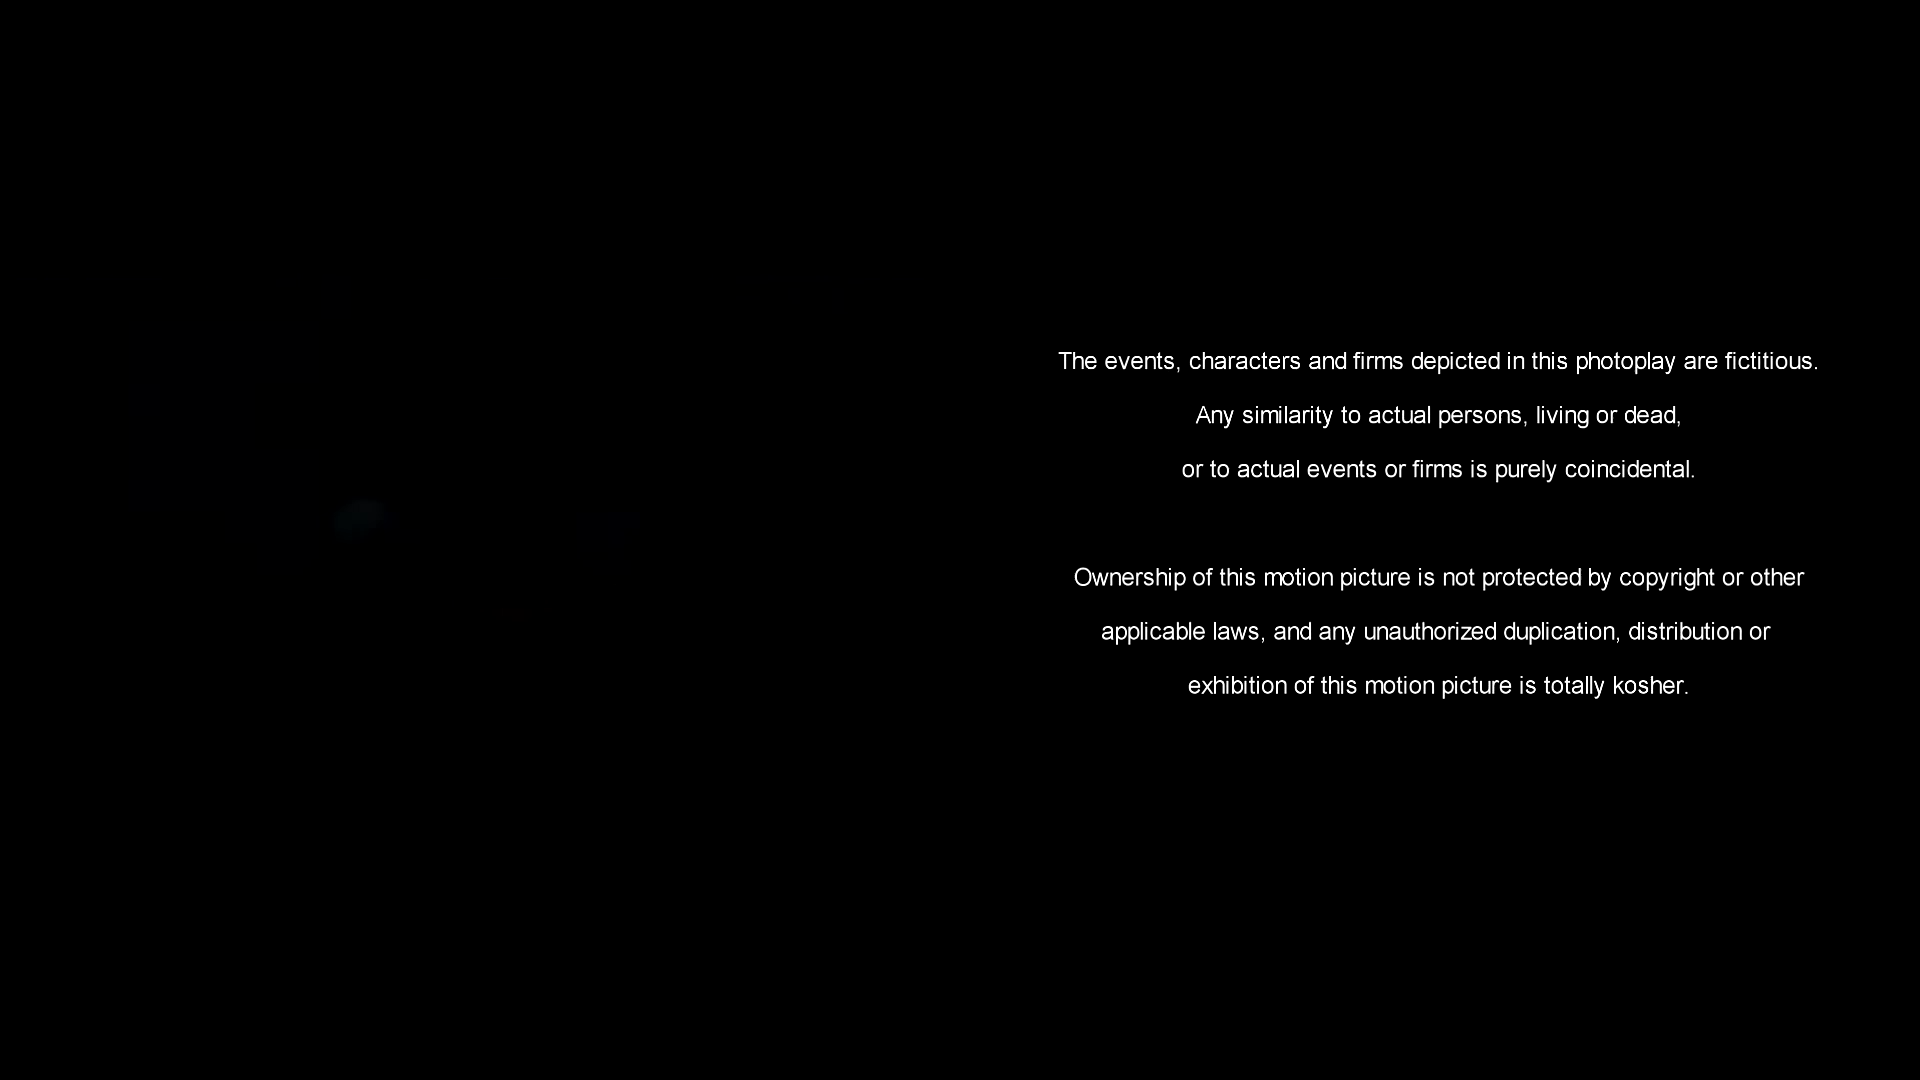 The events, characters and firms depicted in this photoplay are fictitious.
Any similarity to actual persons, living or dead,
or to actual events or firms is purely coincidental.
Ownership of this motion picture is not protected by copyright or other
applicable laws, and any unauthorized duplication, distribution or
exhibition of this motion picture is totally kosher.